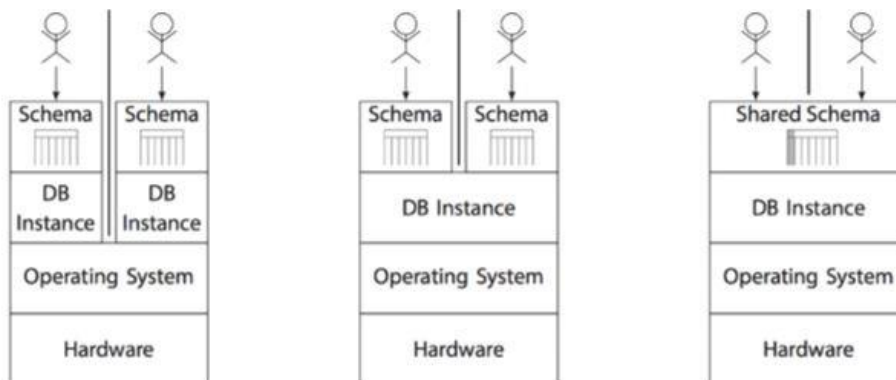 Schema Schema
DB Instance DB Instance
Operating System
Hardware
Schema Schema
DB Instance
Operating System
Hardware
Shared Schema
DB Instance
Operating System
Hardware